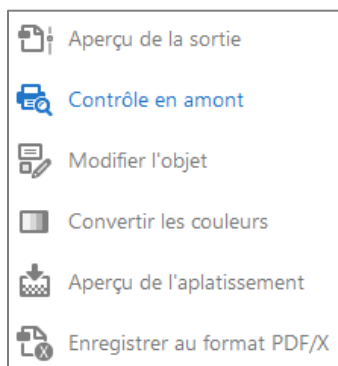 Aperçu de la sortie
Contrôle en amont
Modifier l'objet
Convertir les couleurs
Aperçu de l'aplatissement
Enregistrer au format PDF/X